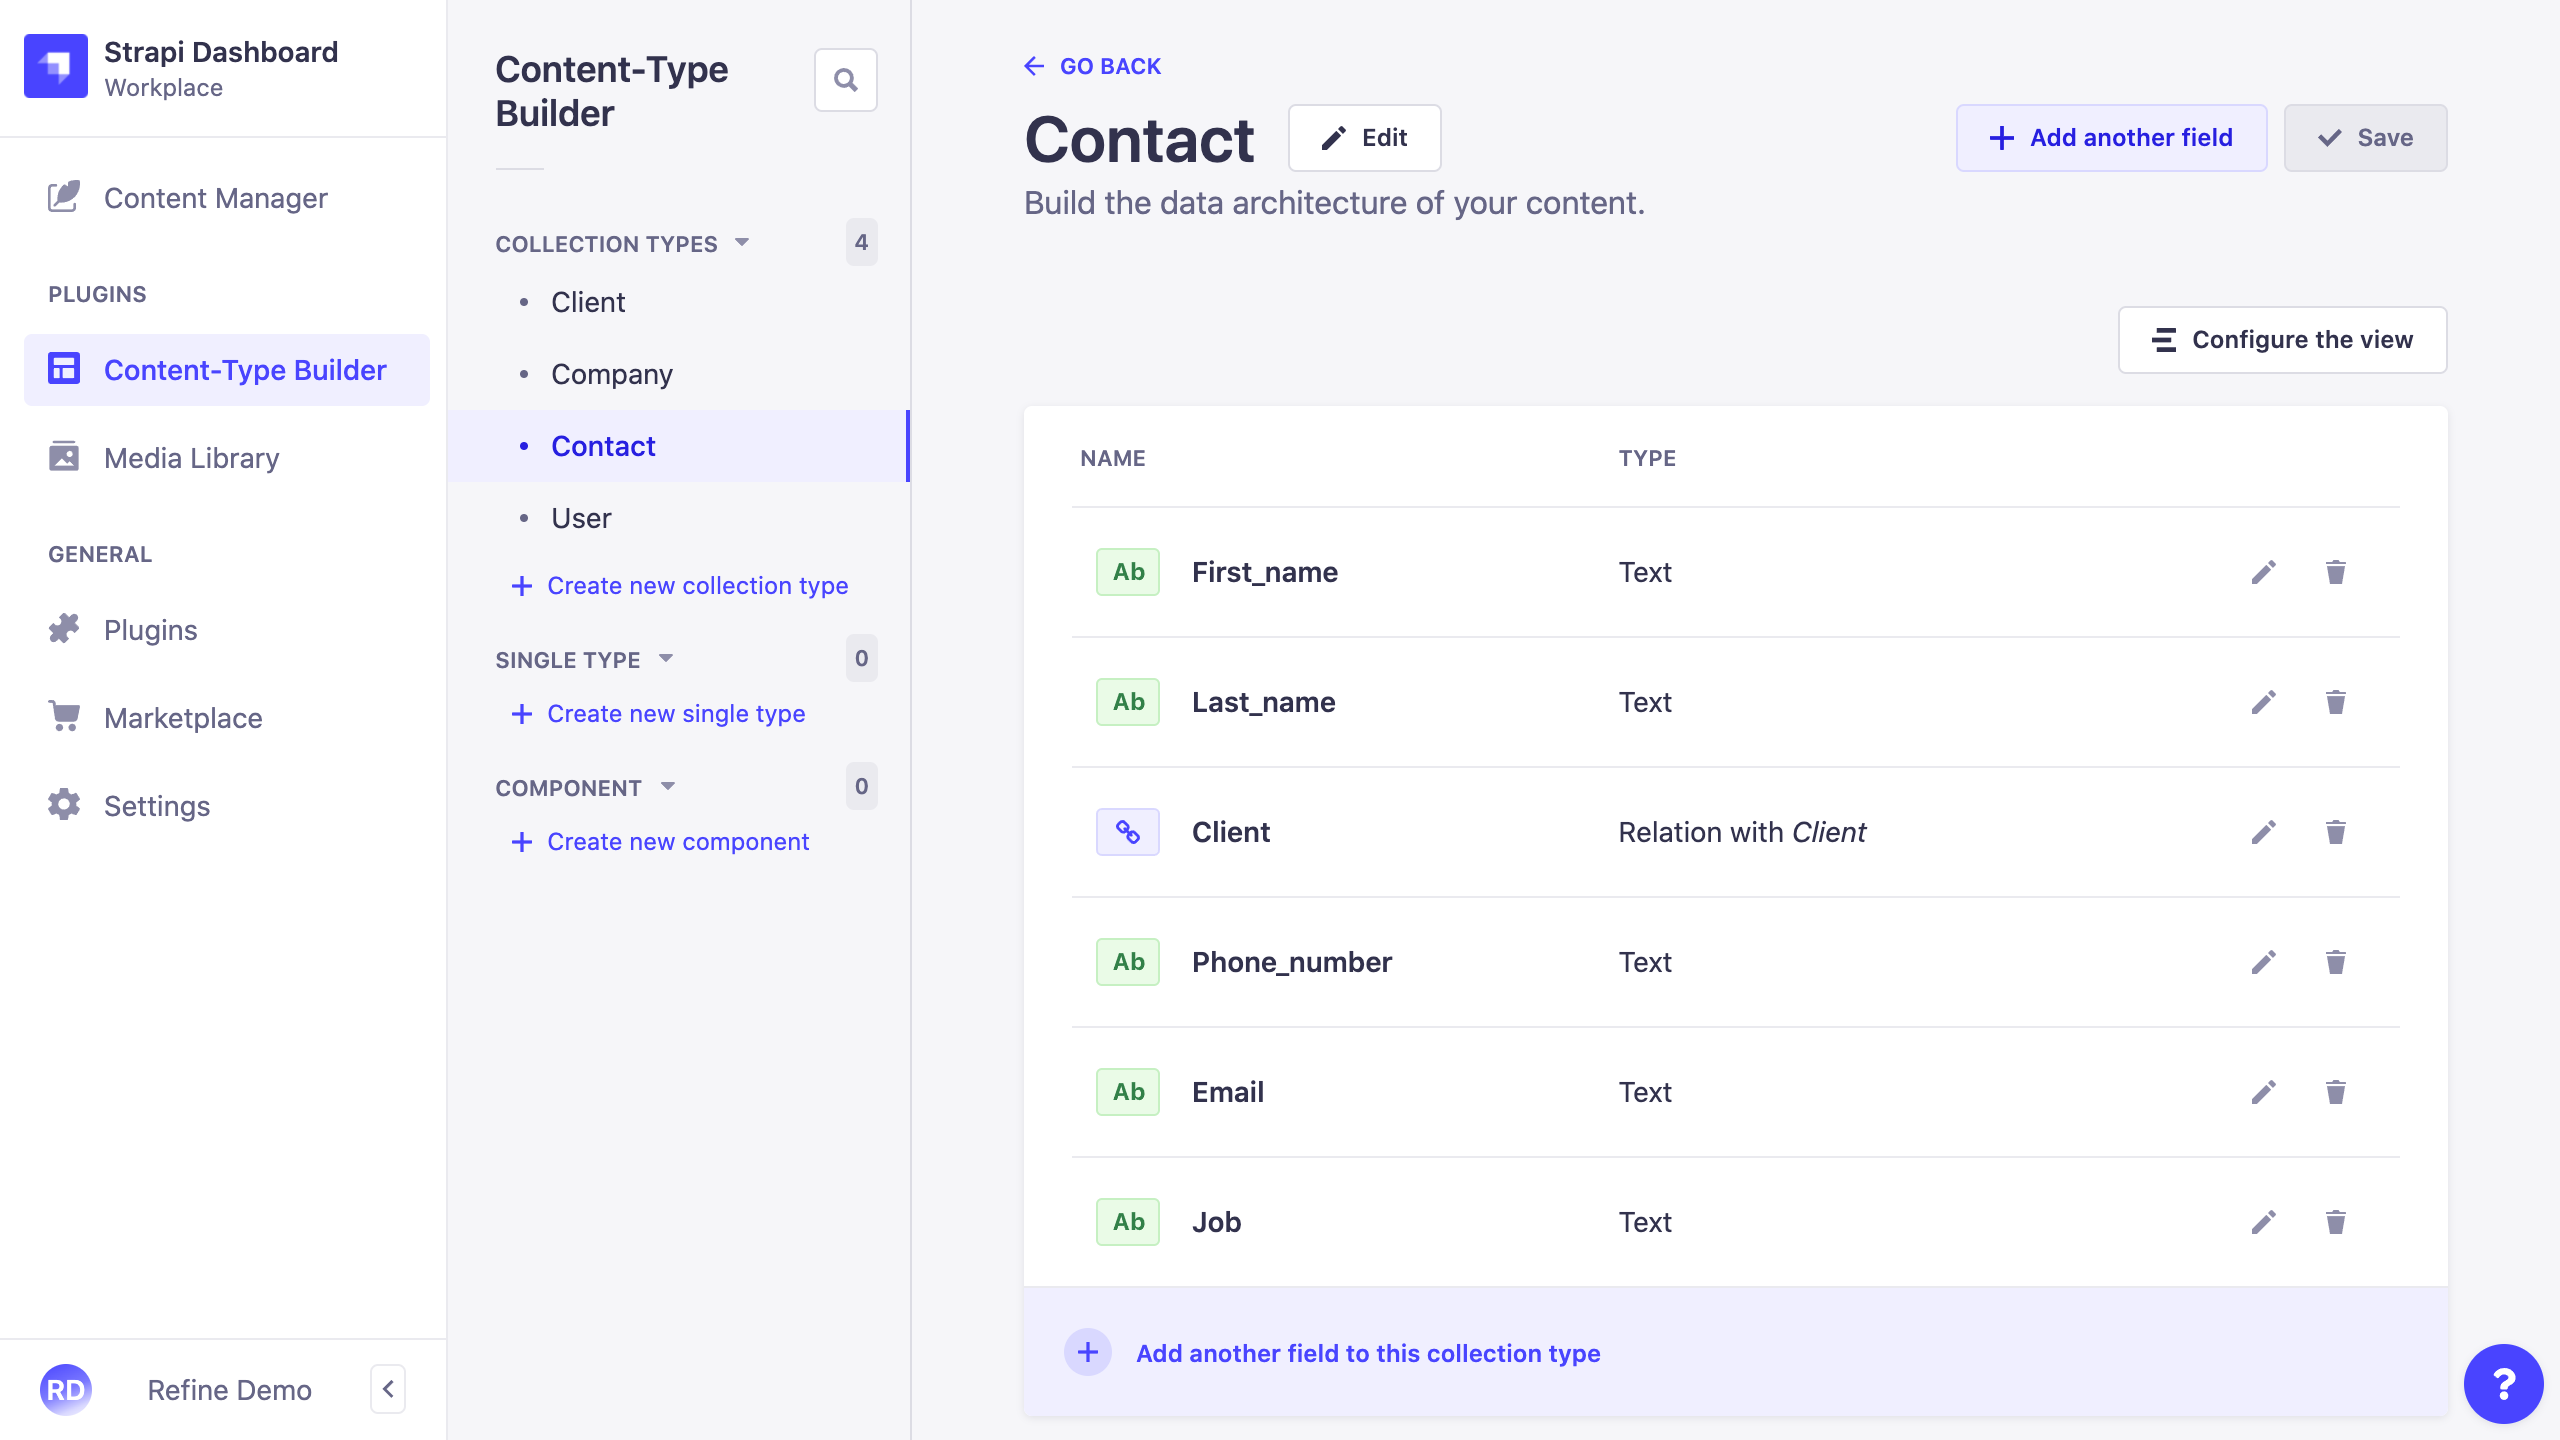 Strapi Dashboard
Workplace
Content Manager
PLUGINS
Content-Type Builder
Media Library
GENERAL
Plugins
Marketplace
Settings
RD
Refine Demo
Content-Type
Builder
COLLECTION TYPES
4
Client
Company
Contact
User
Create new collection type
SINGLE TYPE
0
Create new single type
COMPONENT
0
Create new component
GO BACK
Contact
Edit
Add another field
Save
Build the data architecture of your content.
Configure the view
NAME TYPE
Ab First_name Text
Ab Last_name Text
Client Relation with Client
Ab Phone_number Text
Ab Email Text
Ab Job Text
Add another field to this collection type
?